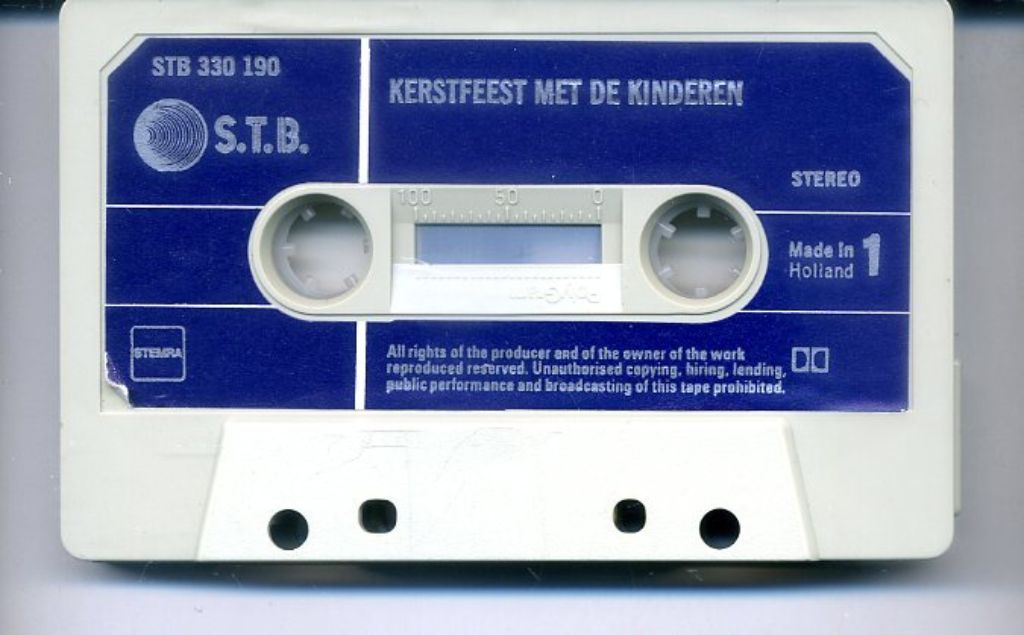 STB 330 190
S.T.B.
KERSTFEEST MET DE KINDEREN
STEREO
100 50 0
Made in
Holland 1
PolyGram
STEMRA
All rights of the producer and of the owner of the work
reproduced reserved. Unauthorised copying, hiring, lending,
public performance and broadcasting of this tape prohibited.